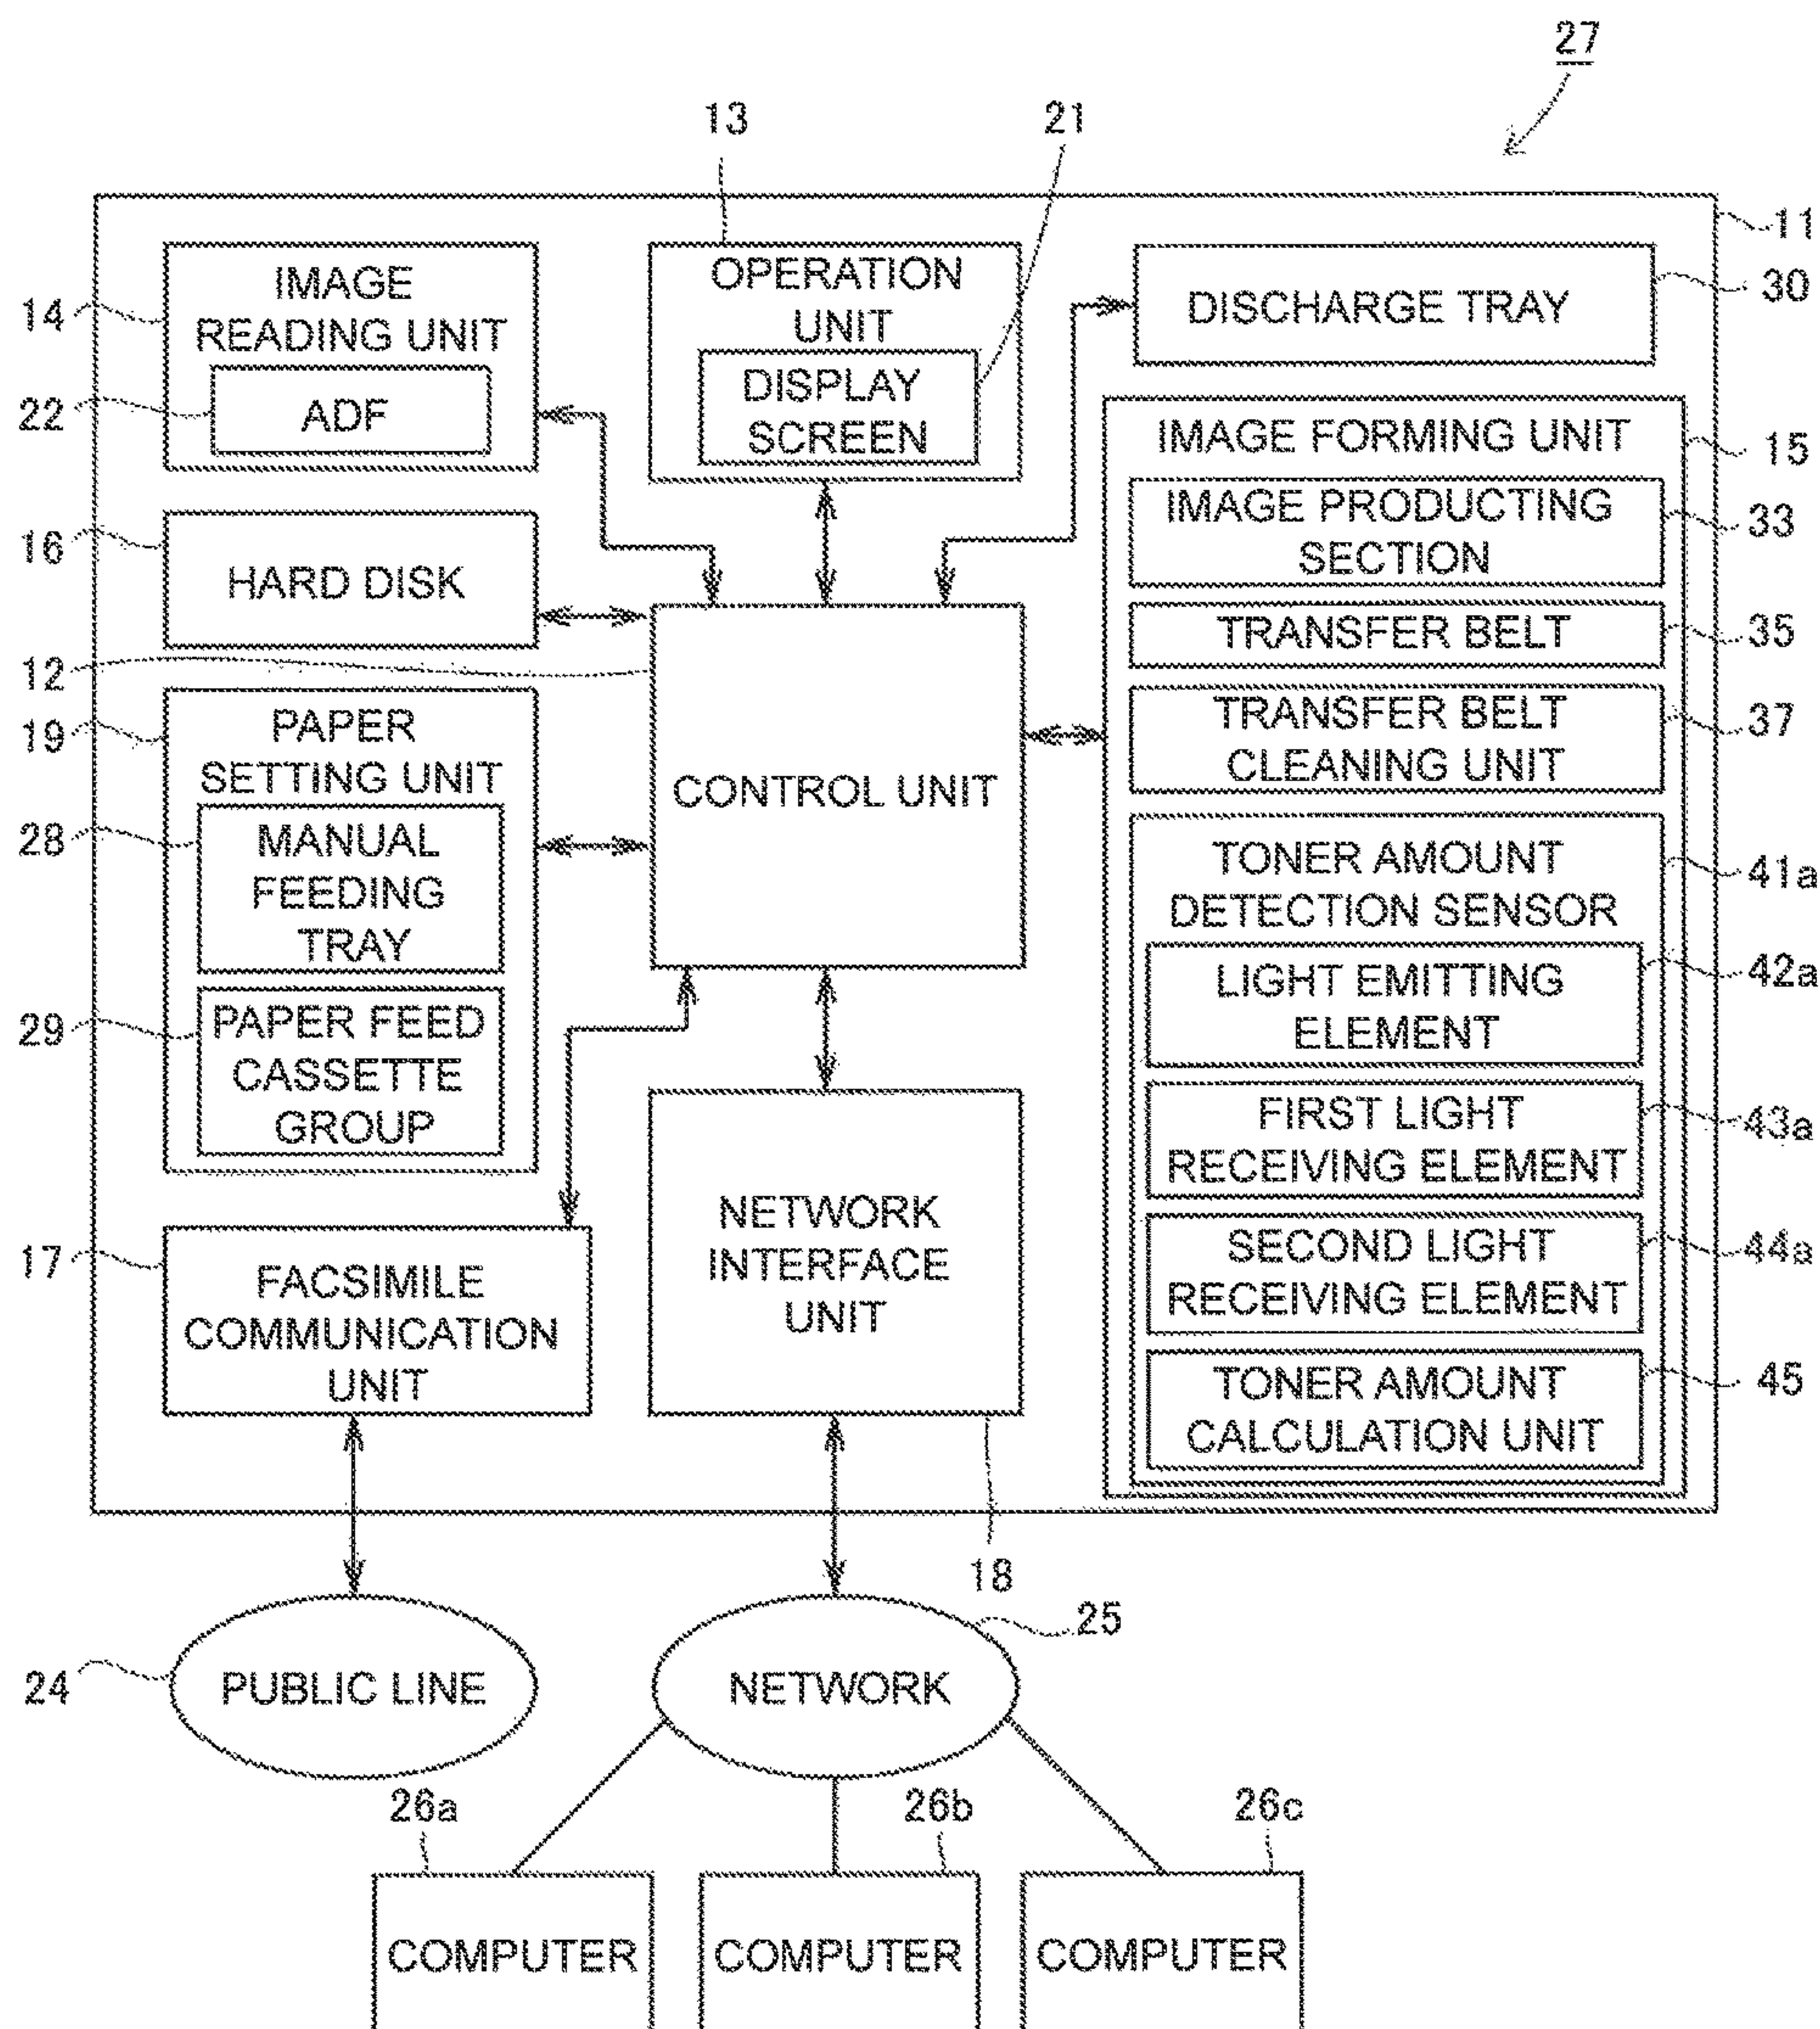 27
13
21
11
IMAGE
READING UNIT
14
22
ADF
OPERATION
UNIT
DISPLAY
SCREEN
DISCHARGE TRAY
30
IMAGE FORMING UNIT
15
IMAGE PRODUCTING
SECTION
33
TRANSFER BELT
35
TRANSFER BELT
CLEANING UNIT
37
TONER AMOUNT
DETECTION SENSOR
41a
LIGHT EMITTING
ELEMENT
42a
FIRST LIGHT
RECEIVING ELEMENT
43a
SECOND LIGHT
RECEIVING ELEMENT
44a
TONER AMOUNT
CALCULATION UNIT
45
16
HARD DISK
12
CONTROL UNIT
19
PAPER
SETTING UNIT
28
MANUAL
FEEDING
TRAY
29
PAPER FEED
CASSETTE
GROUP
17
FACSIMILE
COMMUNICATION
UNIT
NETWORK
INTERFACE
UNIT
18
24
PUBLIC LINE
25
NETWORK
26a
26b
26c
COMPUTER
COMPUTER
COMPUTER